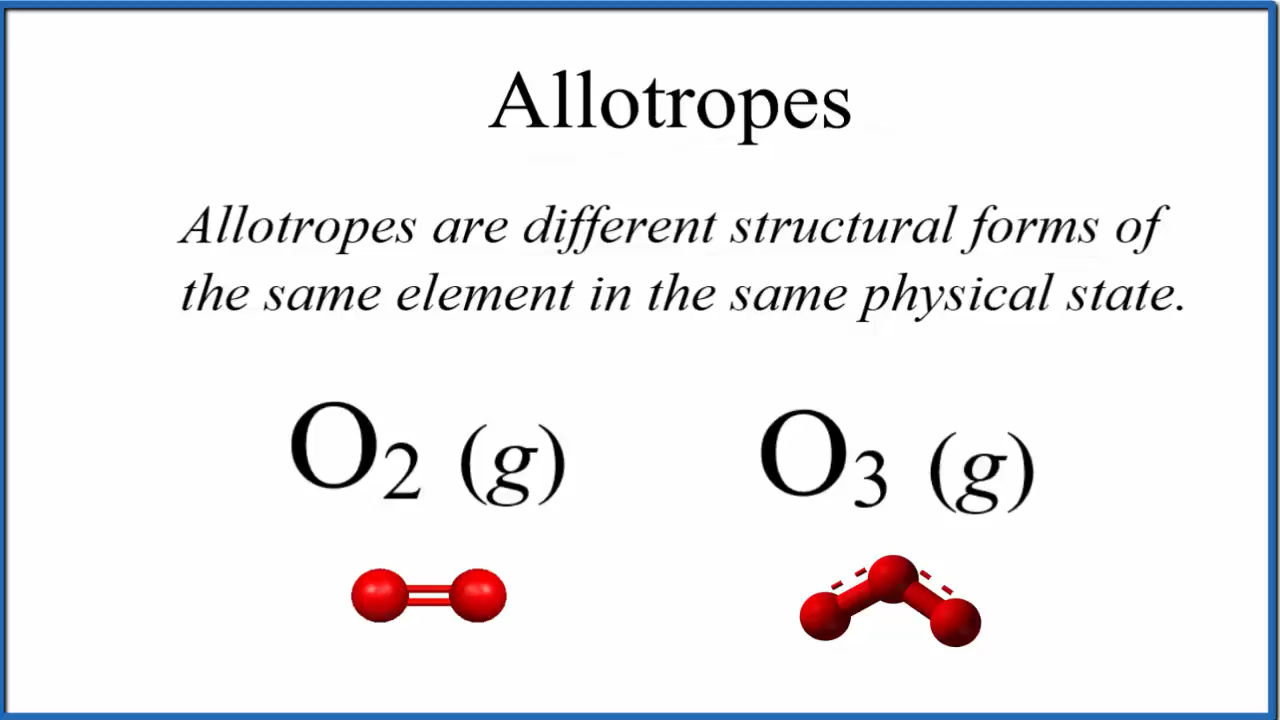 Allotropes
Allotropes are different structural forms of
the same element in the same physical state.
O₂ (g) O₃ (g)